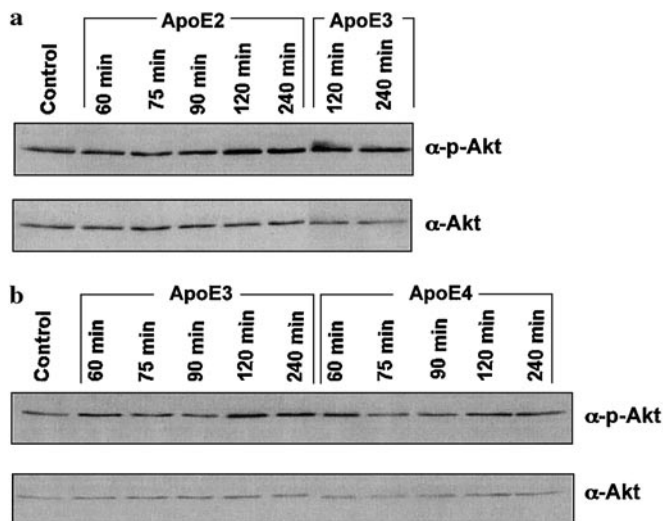 a
ApoE2 ApoE3
Control 60 min 75 min 90 min 120 min 240 min 120 min 240 min
α-p-Akt
α-Akt
b
ApoE3 ApoE4
Control 60 min 75 min 90 min 120 min 240 min 60 min 75 min 90 min 120 min 240 min
α-p-Akt
α-Akt